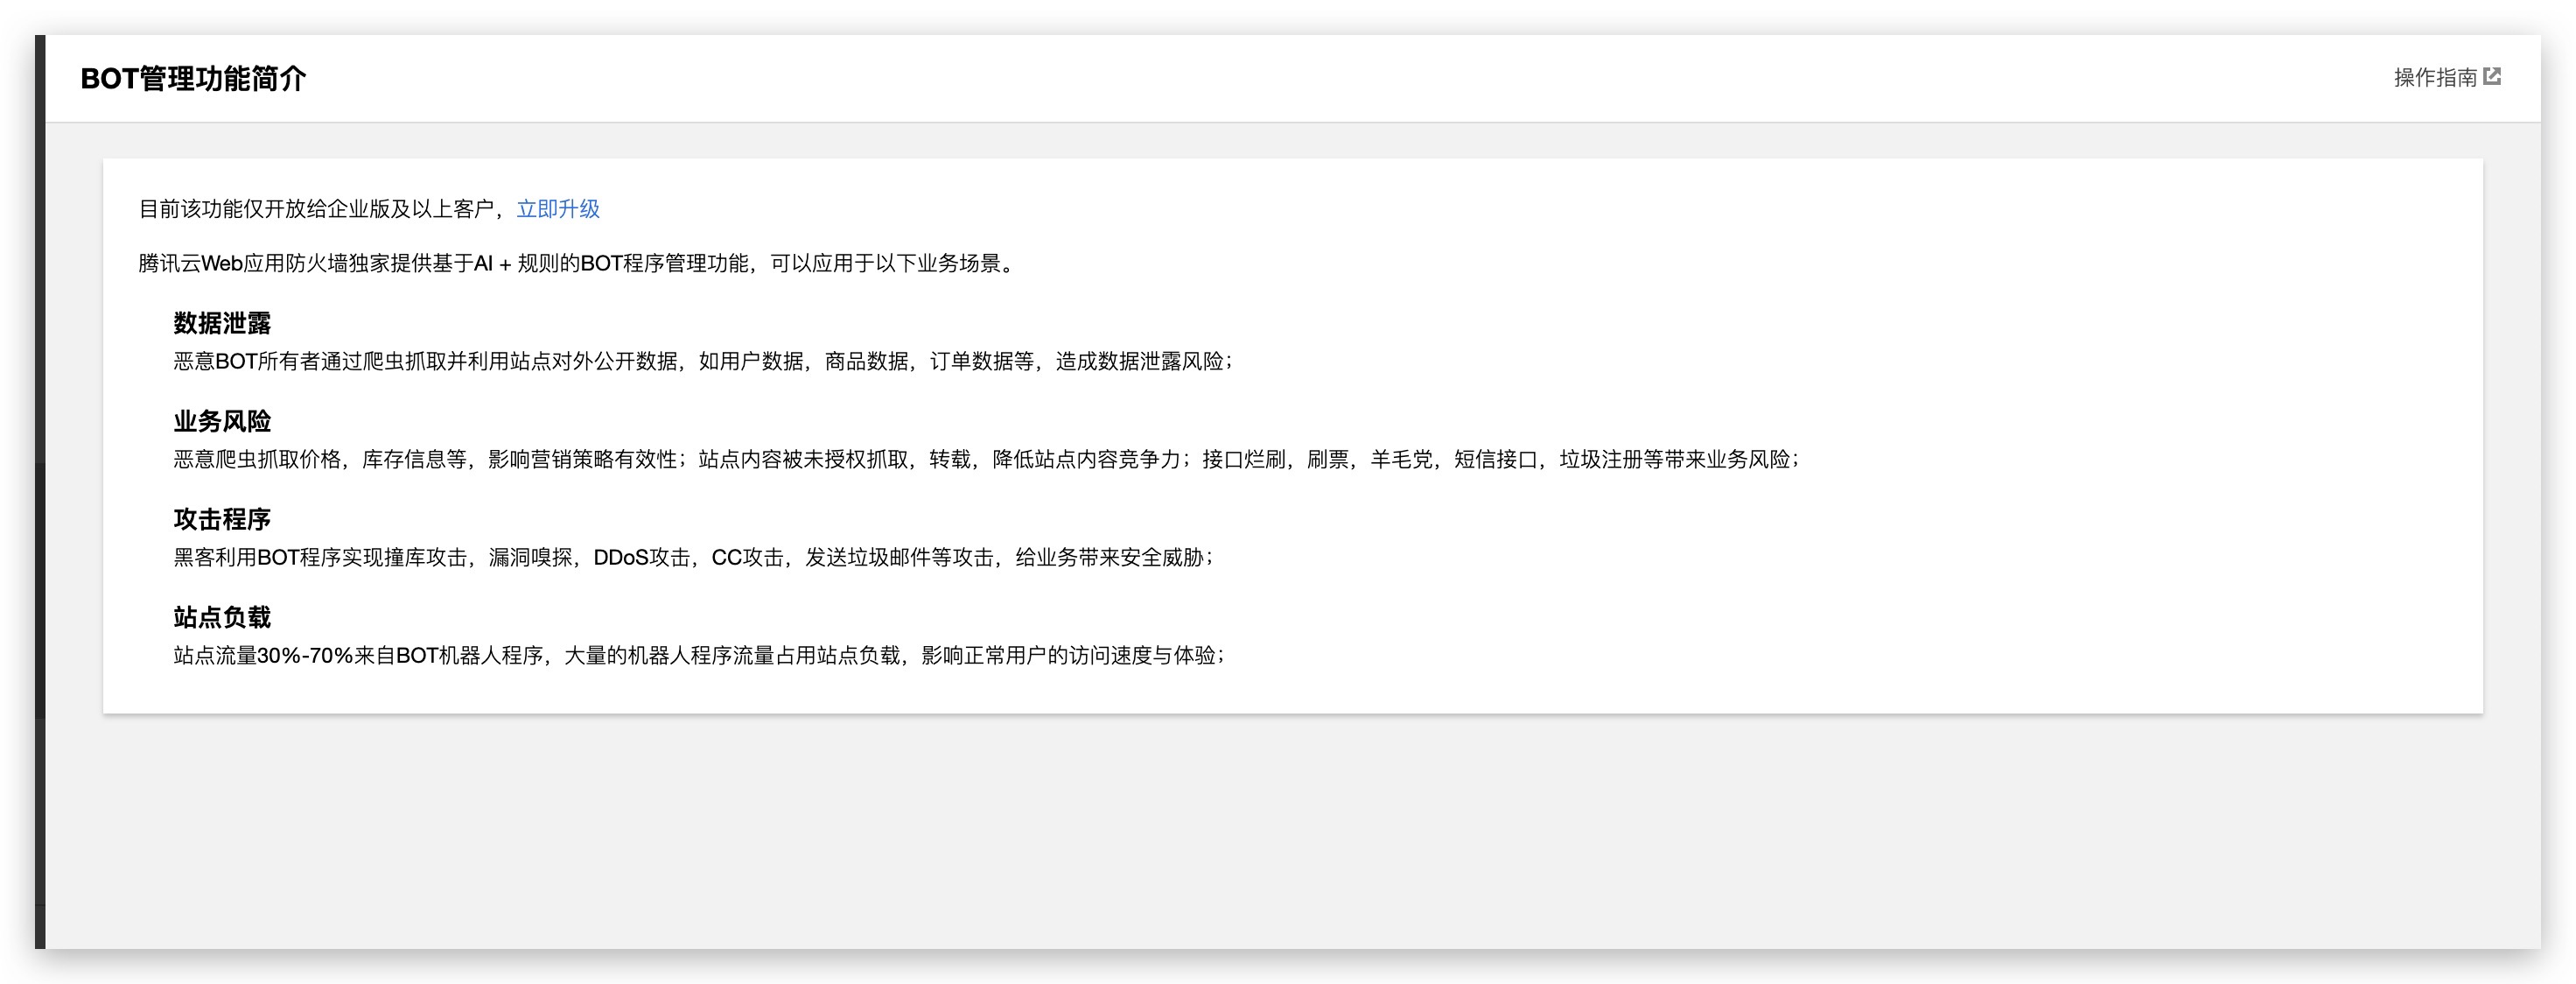 BOT管理功能简介
操作指南
目前该功能仅开放给企业版及以上客户，立即升级
腾讯云Web应用防火墙独家提供基于AI + 规则的BOT程序管理功能，可以应用于以下业务场景。
数据泄露
恶意BOT所有者通过爬虫抓取并利用站点对外公开数据，如用户数据，商品数据，订单数据等，造成数据泄露风险；
业务风险
恶意爬虫抓取价格，库存信息等，影响营销策略有效性；站点内容被未授权抓取，转载，降低站点内容竞争力；接口烂刷，刷票，羊毛党，短信接口，垃圾注册等带来业务风险；
攻击程序
黑客利用BOT程序实现撞库攻击，漏洞嗅探，DDoS攻击，CC攻击，发送垃圾邮件等攻击，给业务带来安全威胁；
站点负载
站点流量30%-70%来自BOT机器人程序，大量的机器人程序流量占用站点负载，影响正常用户的访问速度与体验；